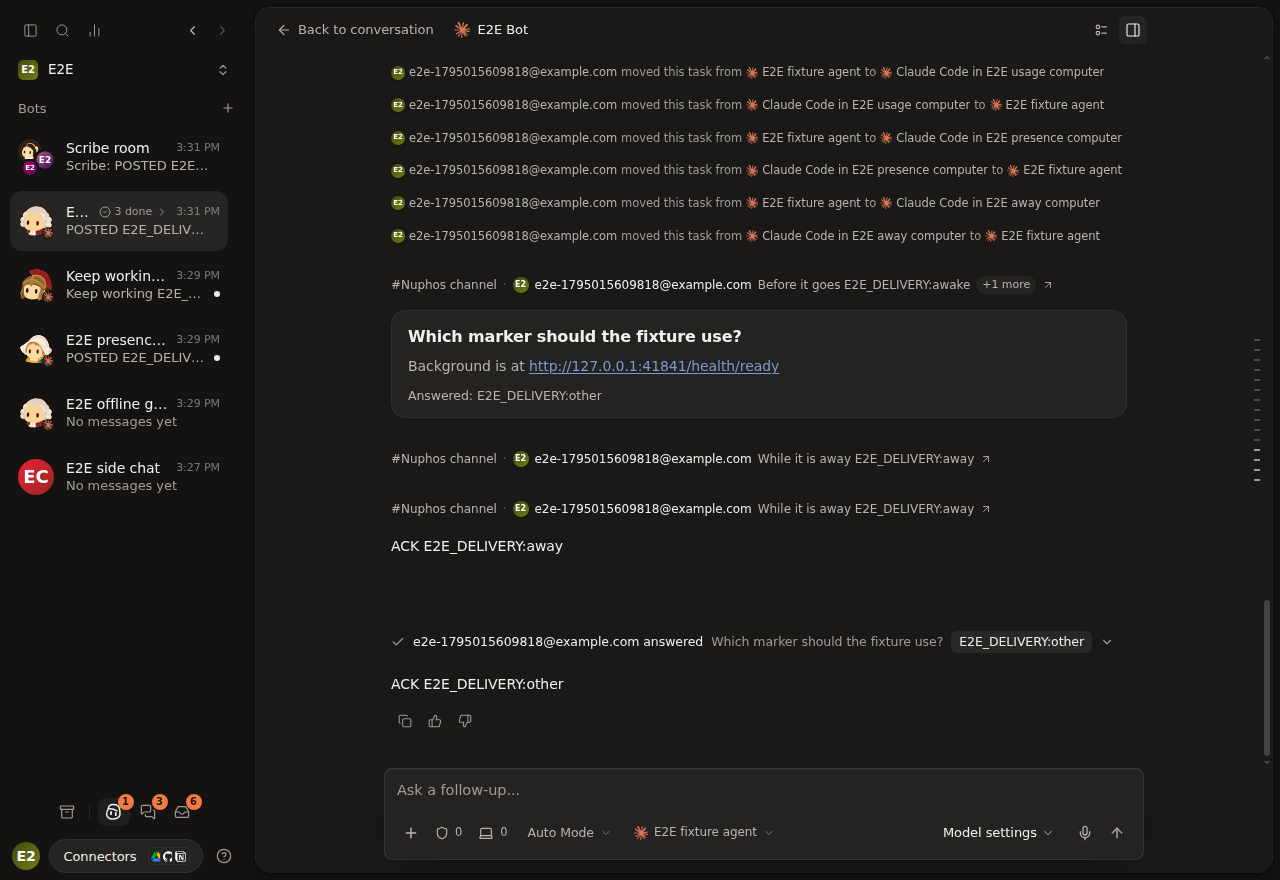 Back to conversation
E2E Bot
E2 E2E
Bots
Scribe room 3:31 PM
E2
E2
Scribe: POSTED E2E...
E... 3 done 3:31 PM
POSTED E2E_DELIV...
Keep workin... 3:29 PM
Keep working E2E_...
E2E presenc... 3:29 PM
POSTED E2E_DELIV...
E2E offline g... 3:29 PM
No messages yet
EC
E2E side chat 3:27 PM
No messages yet
1
3
6
E2
Connectors
E2 e2e-1795015609818@example.com moved this task from E2E fixture agent to Claude Code in E2E usage computer
E2 e2e-1795015609818@example.com moved this task from Claude Code in E2E usage computer to E2E fixture agent
E2 e2e-1795015609818@example.com moved this task from E2E fixture agent to Claude Code in E2E presence computer
E2 e2e-1795015609818@example.com moved this task from Claude Code in E2E presence computer to E2E fixture agent
E2 e2e-1795015609818@example.com moved this task from E2E fixture agent to Claude Code in E2E away computer
E2 e2e-1795015609818@example.com moved this task from Claude Code in E2E away computer to E2E fixture agent
#Nuphos channel · E2 e2e-1795015609818@example.com Before it goes E2E_DELIVERY:awake +1 more
Which marker should the fixture use?
Background is at http://127.0.0.1:41841/health/ready
Answered: E2E_DELIVERY:other
#Nuphos channel · E2 e2e-1795015609818@example.com While it is away E2E_DELIVERY:away
#Nuphos channel · E2 e2e-1795015609818@example.com While it is away E2E_DELIVERY:away
ACK E2E_DELIVERY:away
e2e-1795015609818@example.com answered Which marker should the fixture use? E2E_DELIVERY:other
ACK E2E_DELIVERY:other
Ask a follow-up...
0 0 Auto Mode E2E fixture agent Model settings